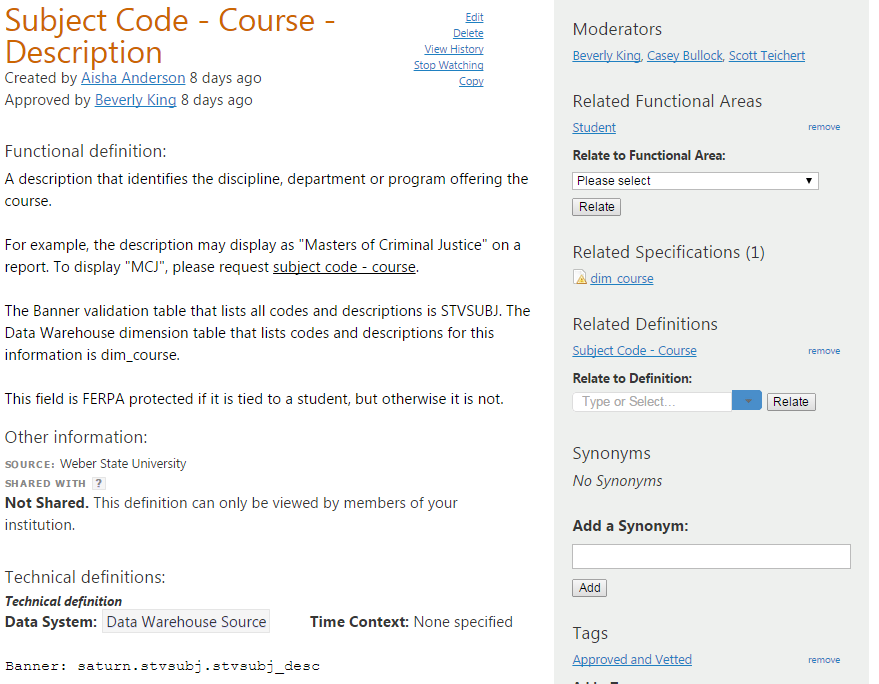 Subject Code - Course -
Description
Created by Aisha Anderson 8 days ago
Approved by Beverly King 8 days ago
Edit
Delete
View History
Stop Watching
Copy
Functional definition:
A description that identifies the discipline, department or program offering the
course.
For example, the description may display as "Masters of Criminal Justice" on a
report. To display "MCJ", please request subject code - course.
The Banner validation table that lists all codes and descriptions is STVSUBJ. The
Data Warehouse dimension table that lists codes and descriptions for this
information is dim_course.
This field is FERPA protected if it is tied to a student, but otherwise it is not.
Other information:
SOURCE: Weber State University
SHARED WITH ?
Not Shared. This definition can only be viewed by members of your
institution.
Technical definitions:
Technical definition
Data System: Data Warehouse Source Time Context: None specified
Banner: saturn.stvsubj.stvsubj_desc
Moderators
Beverly King, Casey Bullock, Scott Teichert
Related Functional Areas
Student remove
Relate to Functional Area:
Please select
Relate
Related Specifications (1)
dim_course
Related Definitions
Subject Code - Course remove
Relate to Definition:
Type or Select... Relate
Synonyms
No Synonyms
Add a Synonym:
Add
Tags
Approved and Vetted remove